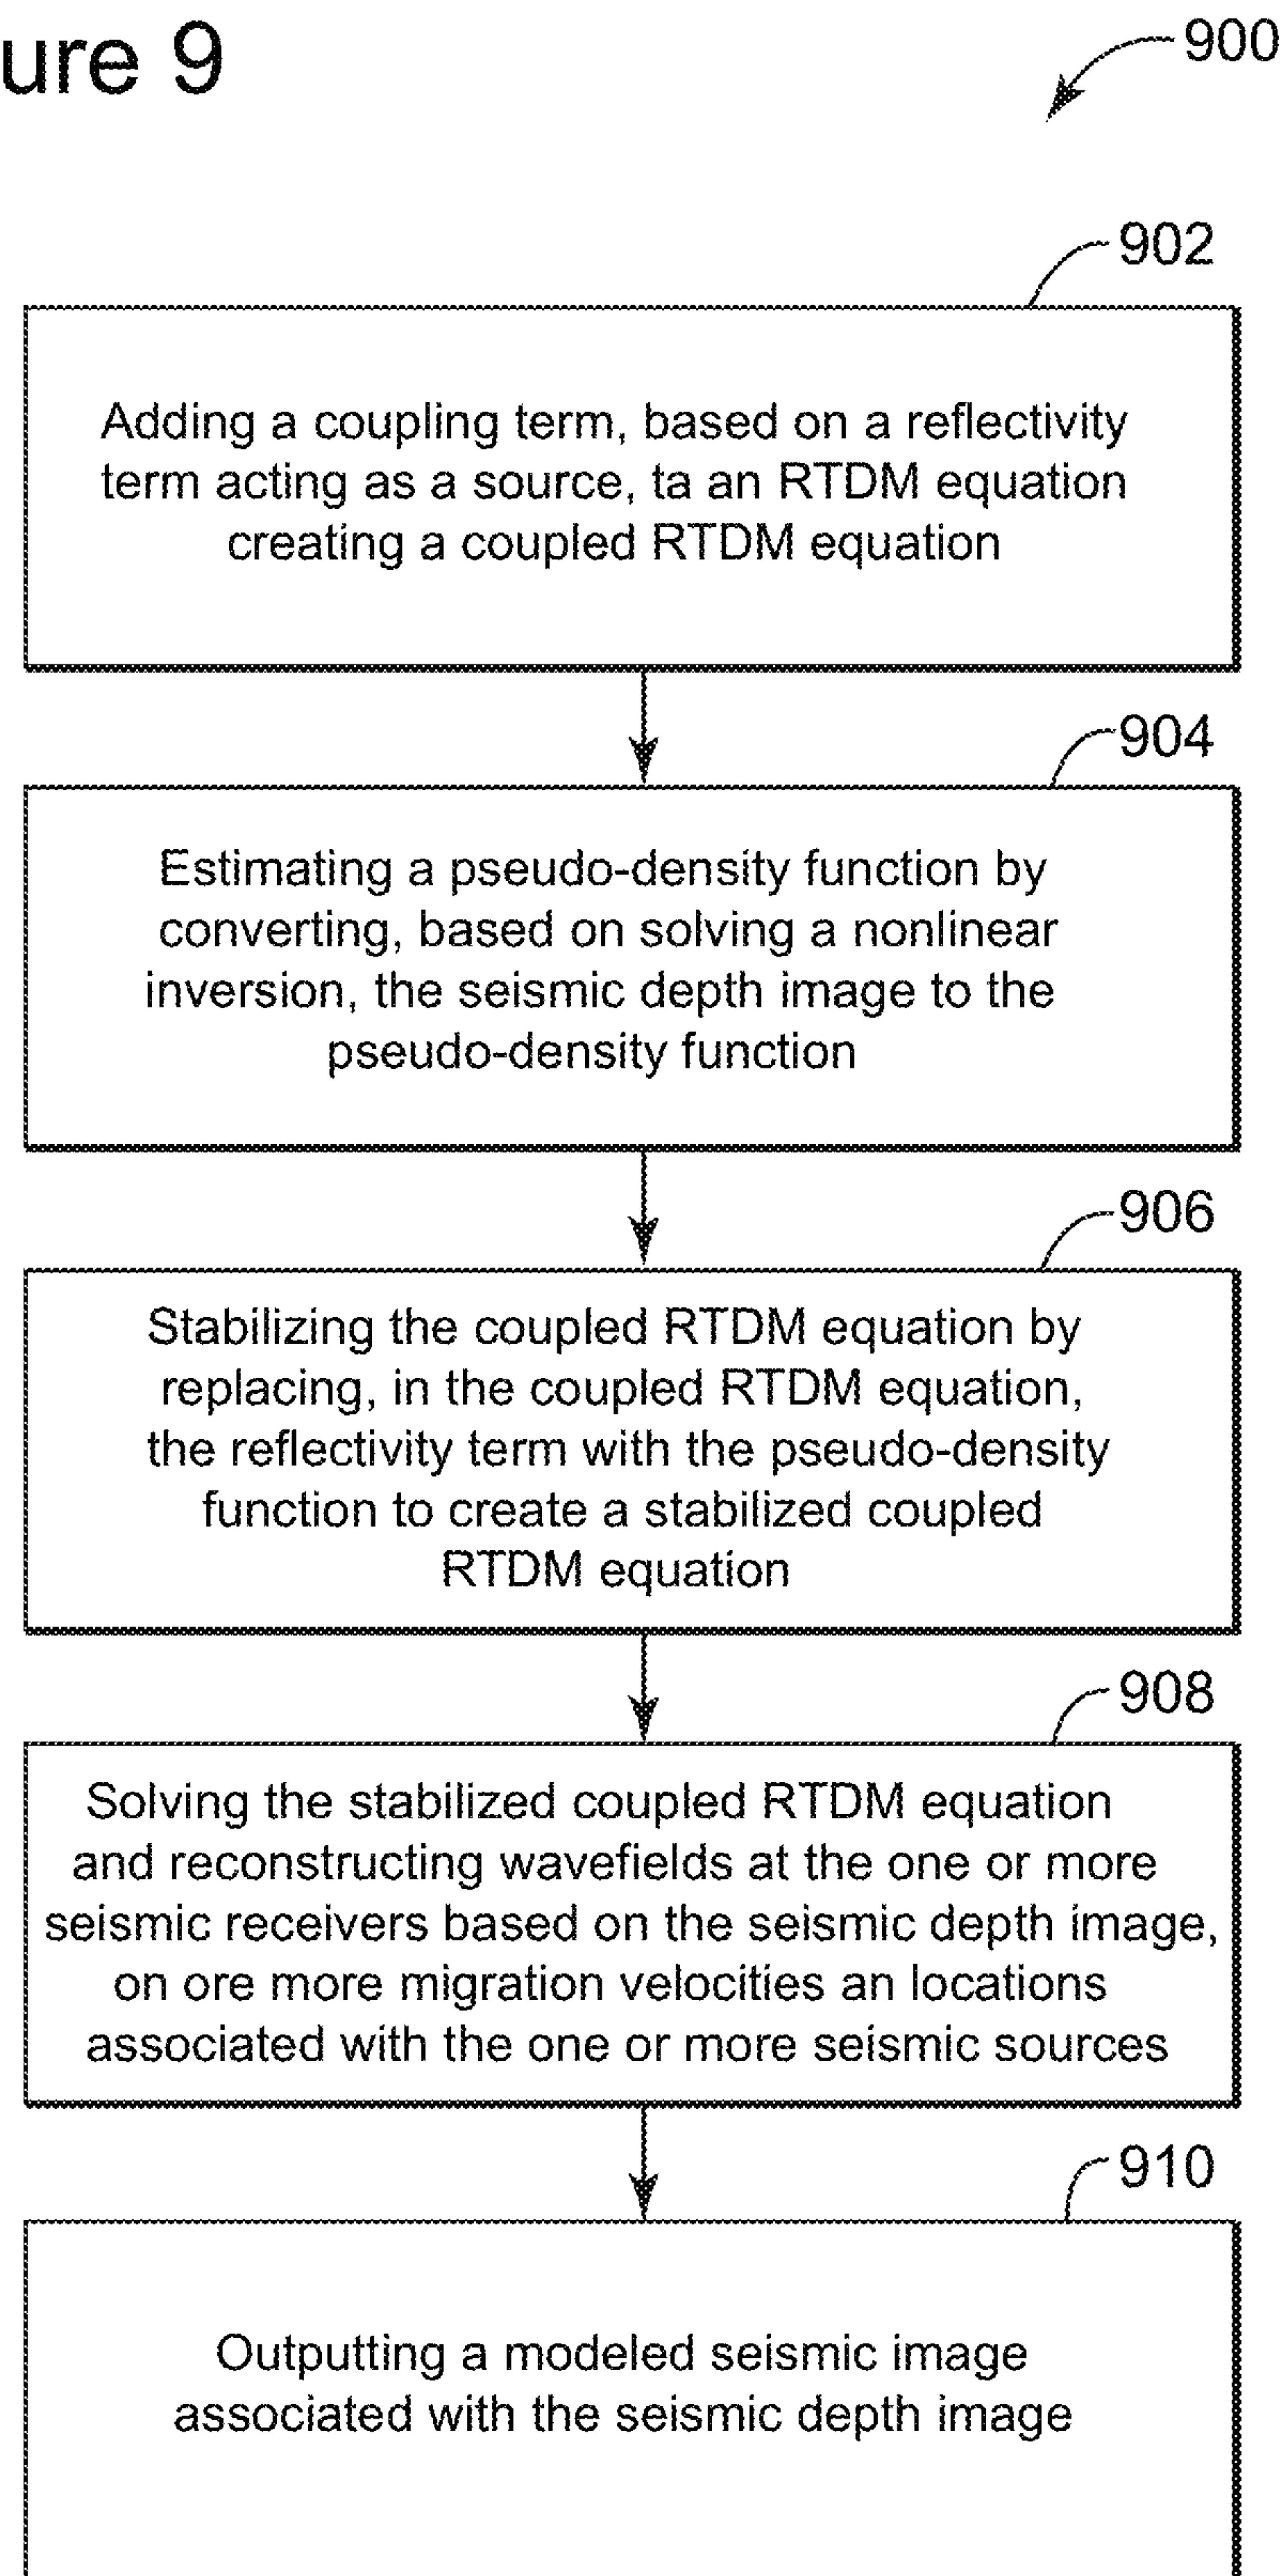 ure 9
900
902
Adding a coupling term, based on a reflectivity
term acting as a source, ta an RTDM equation
creating a coupled RTDM equation
904
Estimating a pseudo-density function by
converting, based on solving a nonlinear
inversion, the seismic depth image to the
pseudo-density function
906
Stabilizing the coupled RTDM equation by
replacing, in the coupled RTDM equation,
the reflectivity term with the pseudo-density
function to create a stabilized coupled
RTDM equation
908
Solving the stabilized coupled RTDM equation
and reconstructing wavefields at the one or more
seismic receivers based on the seismic depth image,
on ore more migration velocities an locations
associated with the one or more seismic sources
910
Outputting a modeled seismic image
associated with the seismic depth image